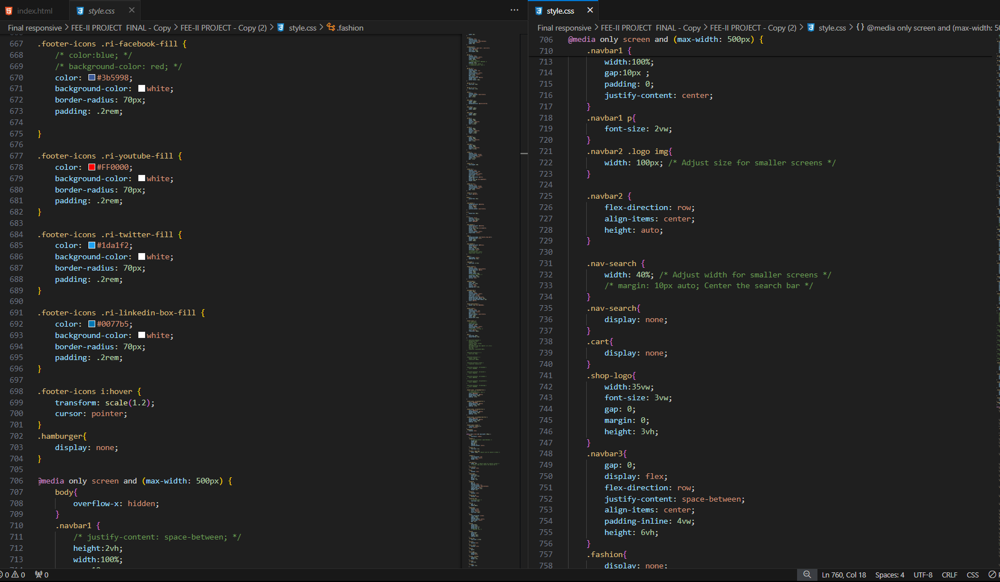 index.html
style.css
Final responsive > FEE-II PROJECT FINAL - Copy > FEE-II PROJECT - Copy (2) > style.css > .fashion
667 .footer-icons .ri-facebook-fill {
668 /* color:blue; */
669 /* background-color: red; */
670 color: #3b5998;
671 background-color: white;
672 border-radius: 70px;
673 padding: .2rem;
674
675 }
676
677 .footer-icons .ri-youtube-fill {
678 color: #FF0000;
679 background-color: white;
680 border-radius: 70px;
681 padding: .2rem;
682 }
683
684 .footer-icons .ri-twitter-fill {
685 color: #1da1f2;
686 background-color: white;
687 border-radius: 70px;
688 padding: .2rem;
689 }
690
691 .footer-icons .ri-linkedin-box-fill {
692 color: #0077b5;
693 background-color: white;
694 border-radius: 70px;
695 padding: .2rem;
696 }
697
698 .footer-icons i:hover {
699 transform: scale(1.2);
700 cursor: pointer;
701 }
702 .hamburger{
703 display: none;
704 }
705
706 @media only screen and (max-width: 500px) {
707 body{
708 overflow-x: hidden;
709 }
710 .navbar1 {
711 /* justify-content: space-between; */
712 height:2vh;
713 width:100%;
style.css
Final responsive > FEE-II PROJECT FINAL - Copy > FEE-II PROJECT - Copy (2) > style.css > {} @media only screen and (max-width: 50
706 @media only screen and (max-width: 500px) {
710 .navbar1 {
713 width:100%;
714 gap:10px ;
715 padding: 0;
716 justify-content: center;
717 }
718 .navbar1 p{
719 font-size: 2vw;
720 }
721 .navbar2 .logo img{
722 width: 100px; /* Adjust size for smaller screens */
723 }
724
725 .navbar2 {
726 flex-direction: row;
727 align-items: center;
728 height: auto;
729 }
730
731 .nav-search {
732 width: 40%; /* Adjust width for smaller screens */
733 /* margin: 10px auto; Center the search bar */
734 }
735 .nav-search{
736 display: none;
737 }
738 .cart{
739 display: none;
740 }
741 .shop-logo{
742 width:35vw;
743 font-size: 3vw;
744 gap: 0;
745 margin: 0;
746 height: 3vh;
747 }
748 .navbar3{
749 gap: 0;
750 display: flex;
751 flex-direction: row;
752 justify-content: space-between;
753 align-items: center;
754 padding-inline: 4vw;
755 height: 6vh;
756 }
757 .fashion{
758 display: none;
0 0 0
Ln 760, Col 18 Spaces: 4 UTF-8 CRLF CSS